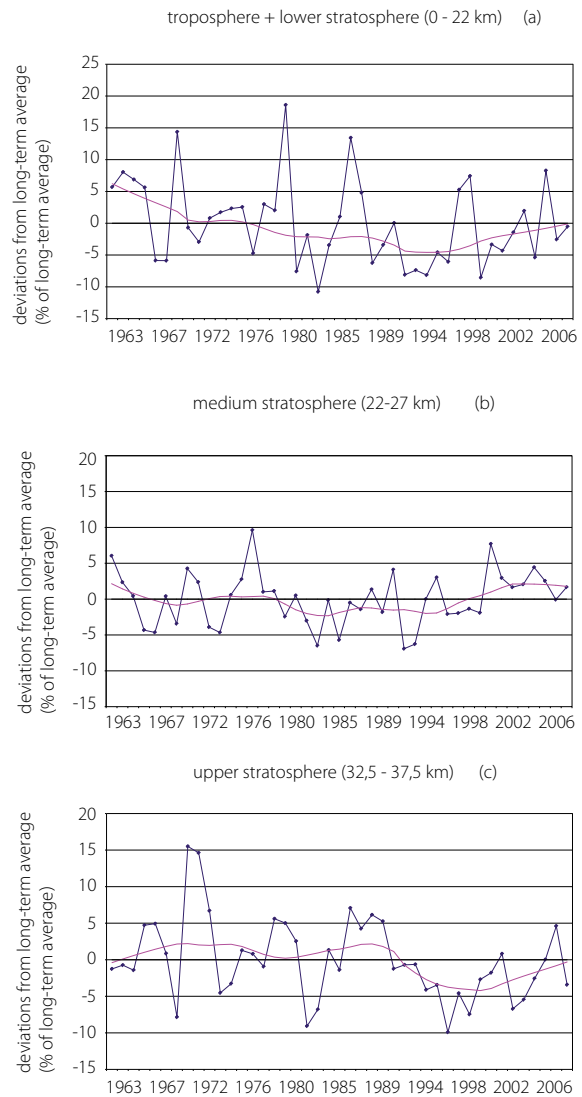 troposphere + lower stratosphere (0 - 22 km) (a)
deviations from long-term average
(% of long-term average)
25
20
15
10
5
0
-5
-10
-15
1963 1967 1972 1976 1980 1985 1989 1994 1998 2002 2006
medium stratosphere (22-27 km) (b)
deviations from long-term average
(% of long-term average)
20
15
10
5
0
-5
-10
-15
1963 1967 1972 1976 1980 1985 1989 1994 1998 2002 2006
upper stratosphere (32,5 - 37,5 km) (c)
deviations from long-term average
(% of long-term average)
20
15
10
5
0
-5
-10
-15
1963 1967 1972 1976 1980 1985 1989 1994 1998 2002 2006